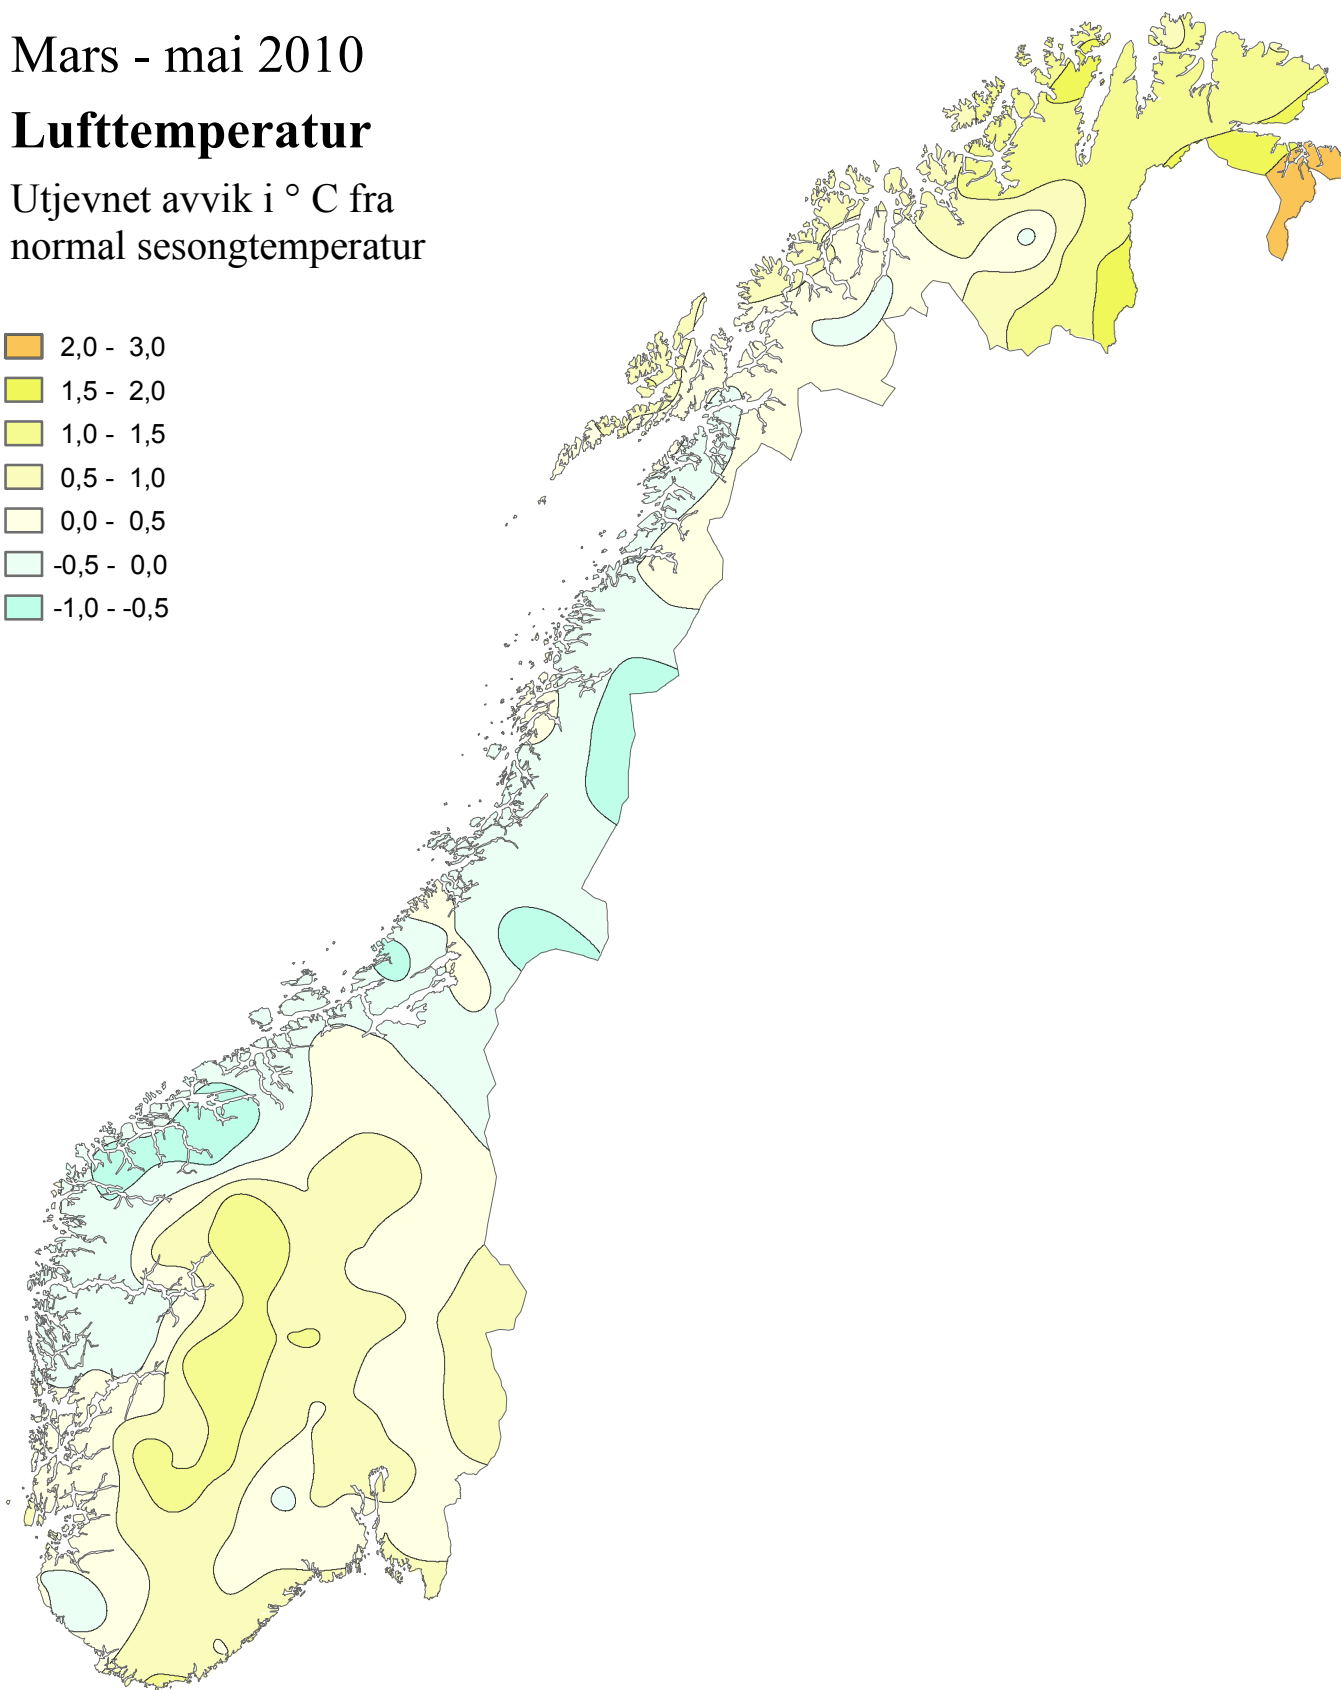 Mars - mai 2010
Lufttemperatur
Utjevnet avvik i ° C fra
normal sesongtemperatur
2,0 - 3,0
1,5 - 2,0
1,0 - 1,5
0,5 - 1,0
0,0 - 0,5
-0,5 - 0,0
-1,0 - -0,5